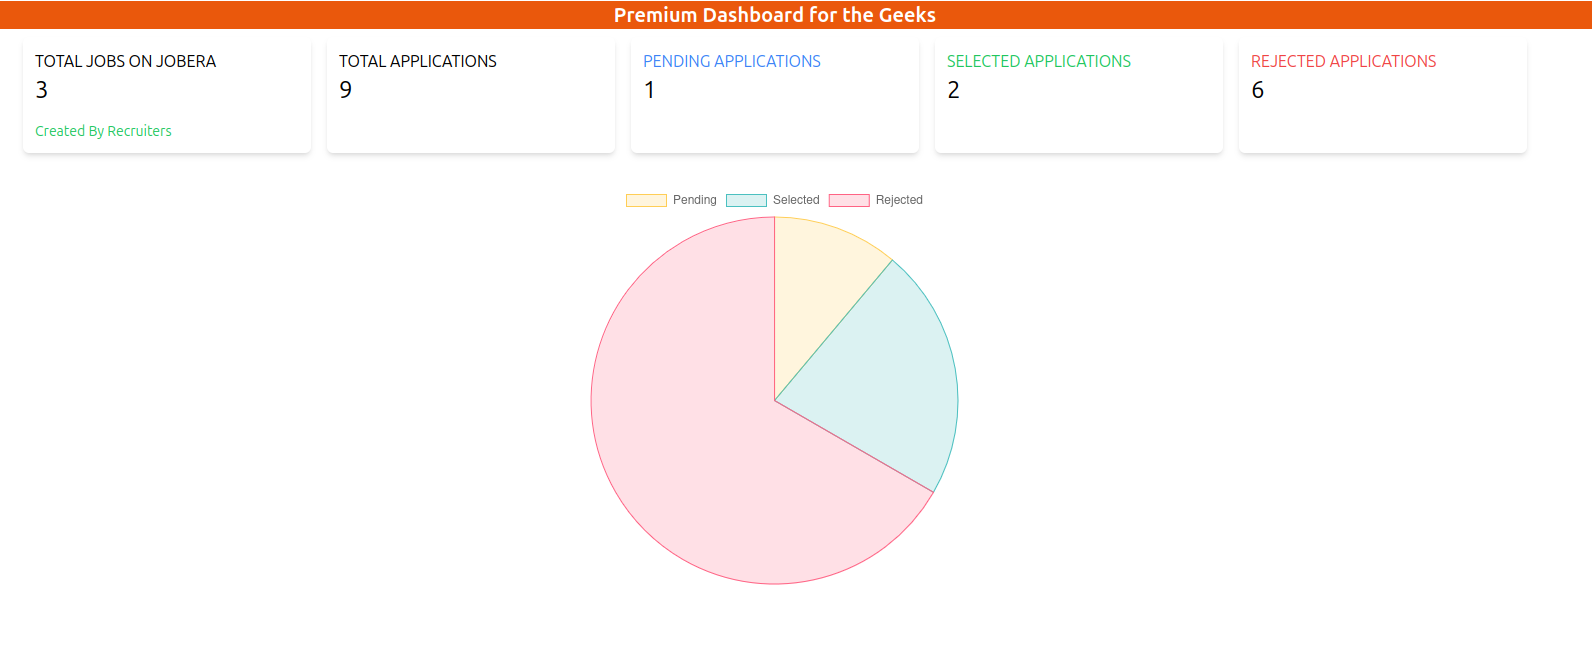 Premium Dashboard for the Geeks
TOTAL JOBS ON JOBERA
3
Created By Recruiters
TOTAL APPLICATIONS
9
PENDING APPLICATIONS
1
SELECTED APPLICATIONS
2
REJECTED APPLICATIONS
6
Pending Selected Rejected